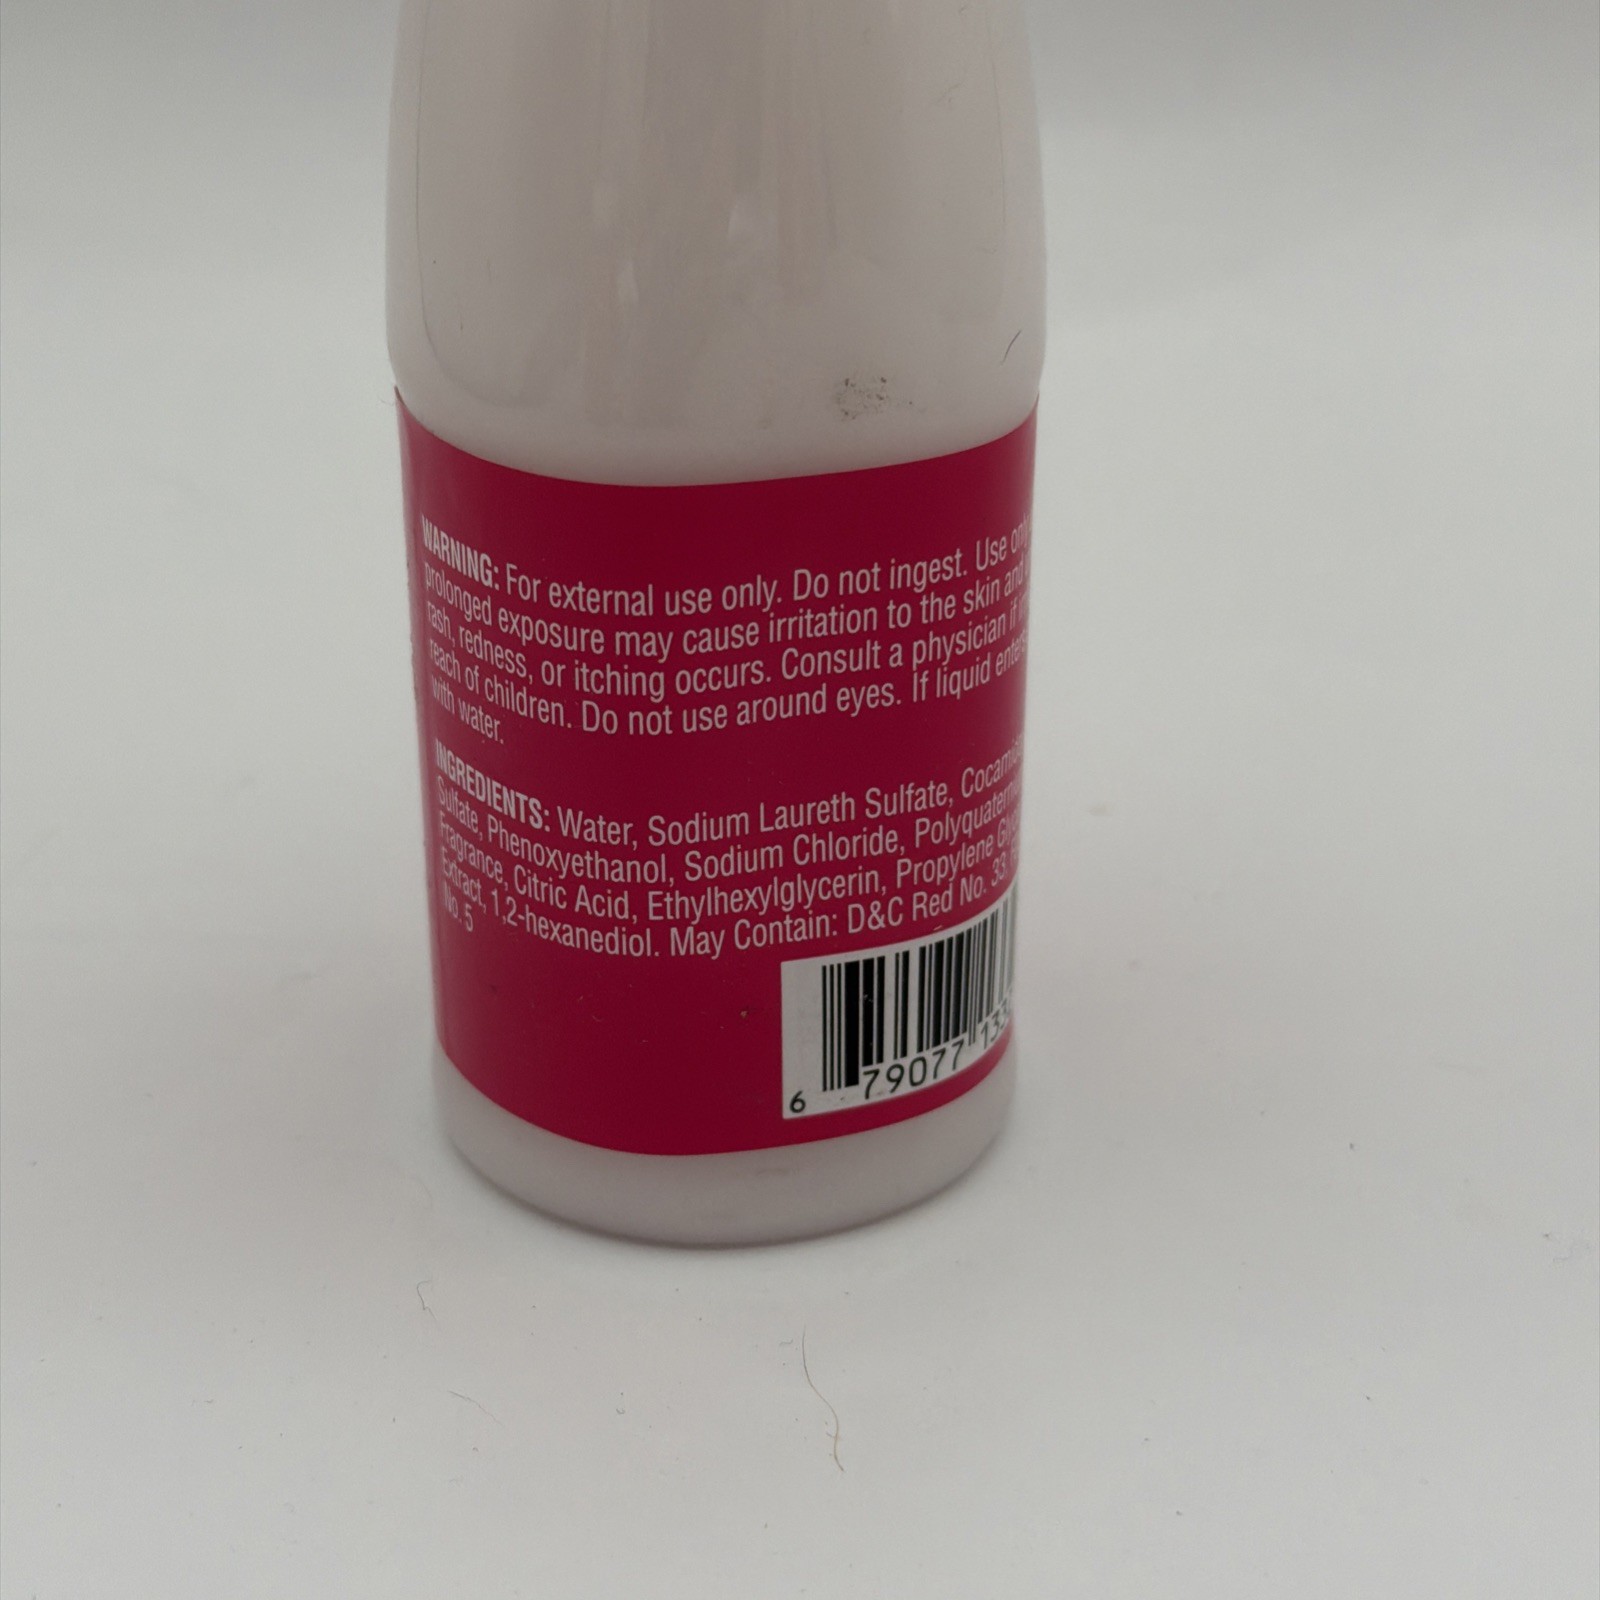 WARNING: For external use only. Do not ingest. Use only
prolonged exposure may cause irritation to the skin and
rash, redness, or itching occurs. Consult a physician if
reach of children. Do not use around eyes. If liquid enters
with water.
INGREDIENTS: Water, Sodium Laureth Sulfate,
Sulfate, Phenoxyethanol, Sodium Chloride,
Fragrance, Citric Acid, Ethylhexylglycerin, Propylene
Extract, 1,2-hexanediol. May Contain: D&C Red No. 33,
No. 5
6 79077 133